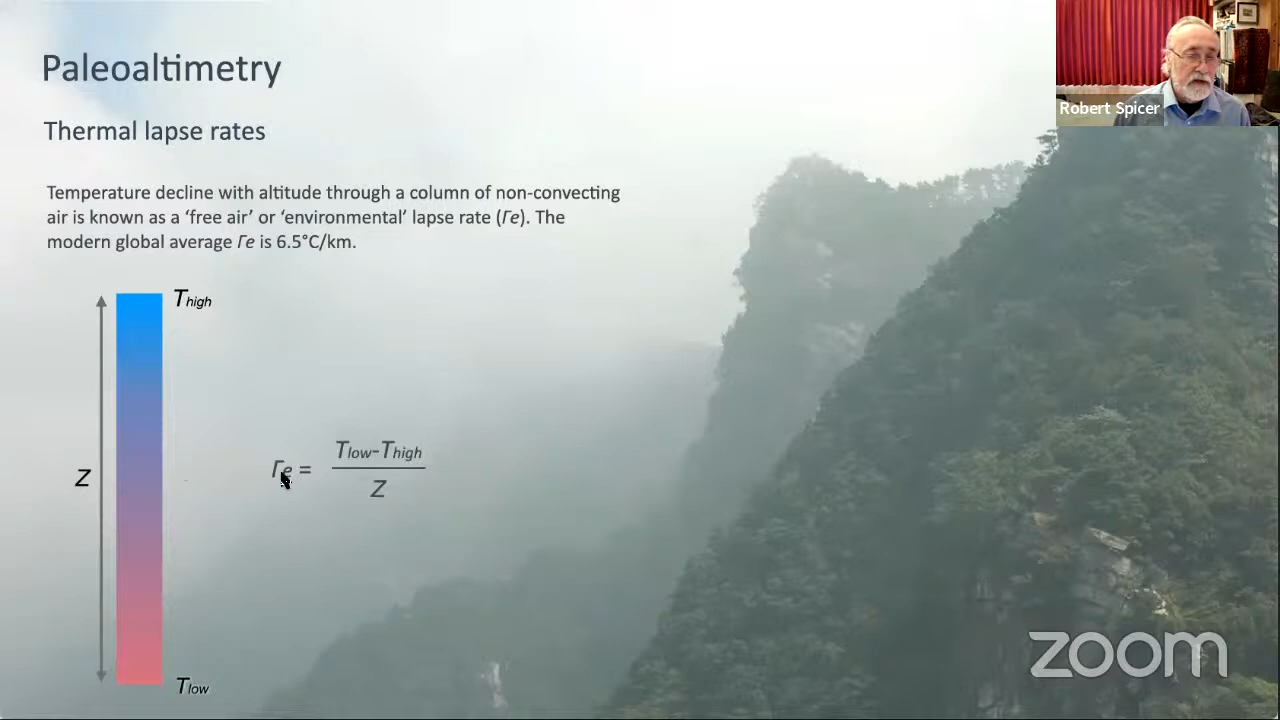 Paleoaltimetry
Robert Spicer
Thermal lapse rates
Temperature decline with altitude through a column of non-convecting
air is known as a ‘free air’ or ‘environmental’ lapse rate (Γe). The
modern global average Γe is 6.5°C/km.
Thigh
Z
Γe = 
Tlow-Thigh
Z
Tlow
zoom